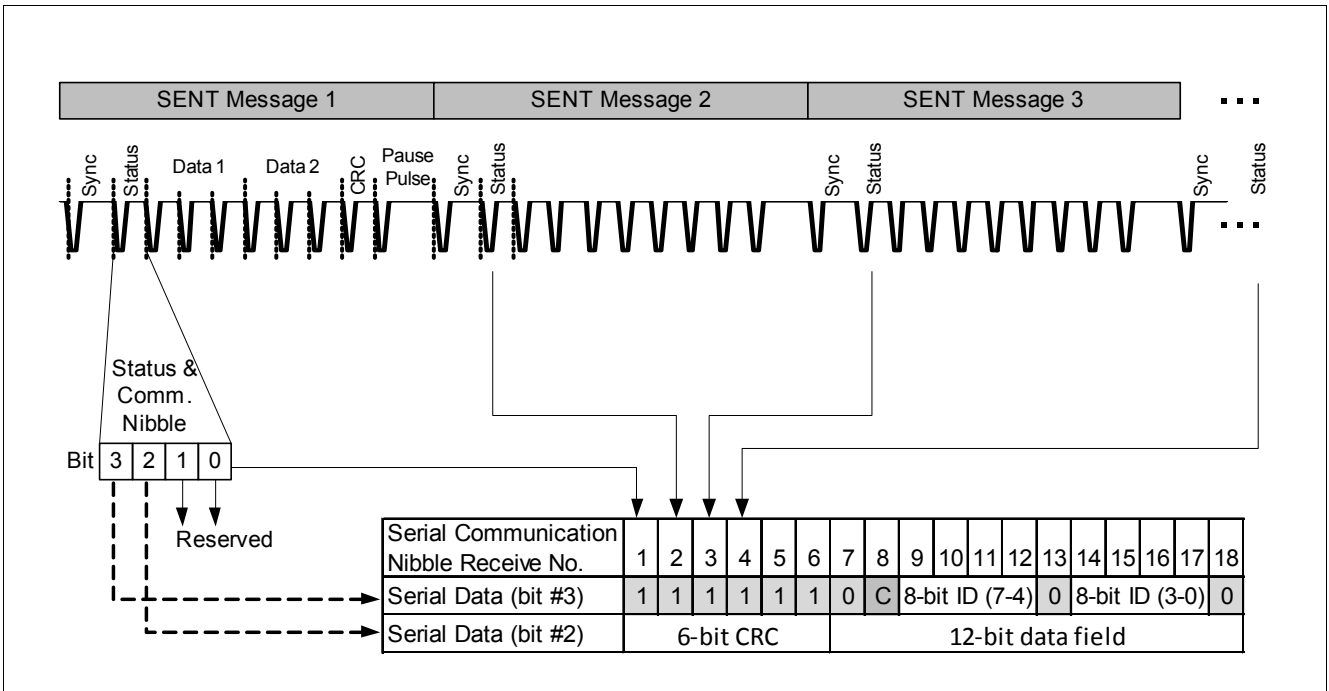 SENT Message 1 SENT Message 2 SENT Message 3 ...
Sync Status Data 1 Data 2 CRC Pause Pulse Sync Status Sync Status Sync Status
...
Status &
Comm.
Nibble
Bit 3 2 1 0
Reserved
Serial Communication
Nibble Receive No. 1 2 3 4 5 6 7 8 9 10 11 12 13 14 15 16 17 18
Serial Data (bit #3) 1 1 1 1 1 1 0 C 8-bit ID (7-4) 0 8-bit ID (3-0) 0
Serial Data (bit #2) 6-bit CRC 12-bit data field